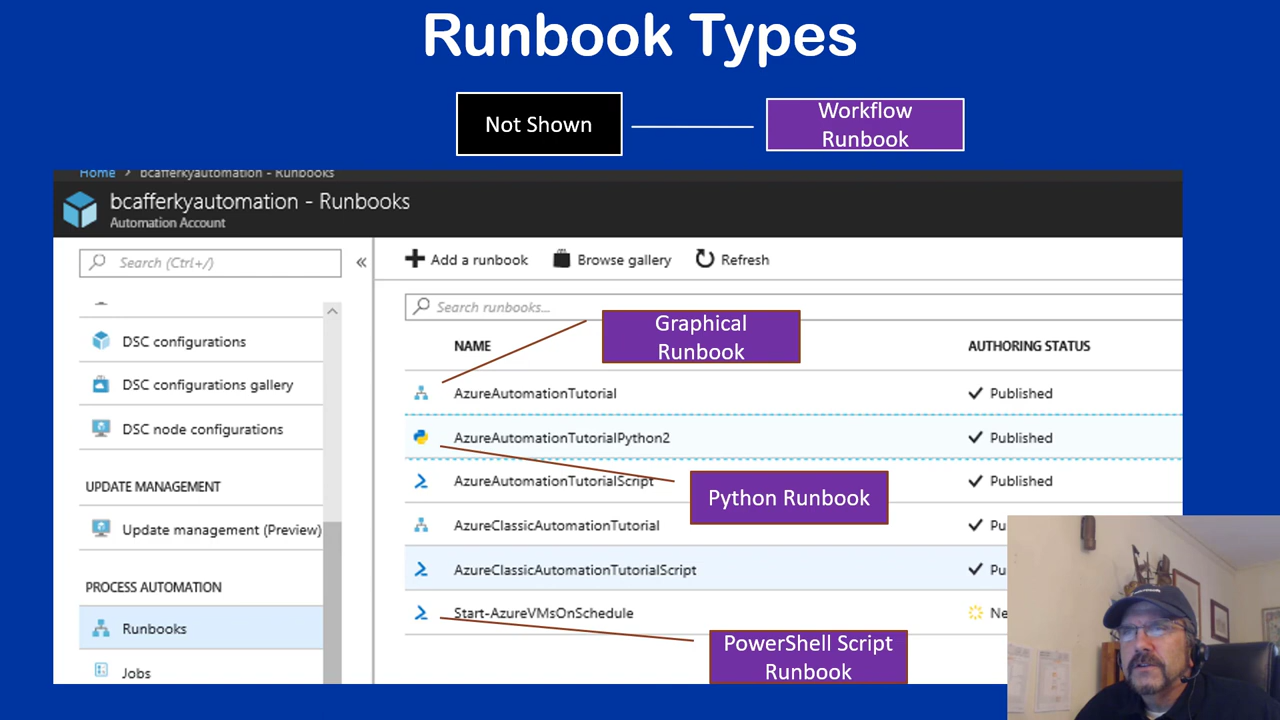 Runbook Types
Not Shown
Workflow
Runbook
Home > bcafferkyautomation - Runbooks
bcafferkyautomation - Runbooks
Automation Account
Search (Ctrl+/)
«
Add a runbook
Browse gallery
Refresh
Search runbooks...
DSC configurations
DSC configurations gallery
DSC node configurations
UPDATE MANAGEMENT
Update management (Preview)
PROCESS AUTOMATION
Runbooks
Jobs
Graphical
Runbook
NAME
AUTHORING STATUS
AzureAutomationTutorial
Published
AzureAutomationTutorialPython2
Published
AzureAutomationTutorialScript
Published
Python Runbook
AzureClassicAutomationTutorial
Pu
AzureClassicAutomationTutorialScript
Pu
Start-AzureVMsOnSchedule
Ne
PowerShell Script
Runbook